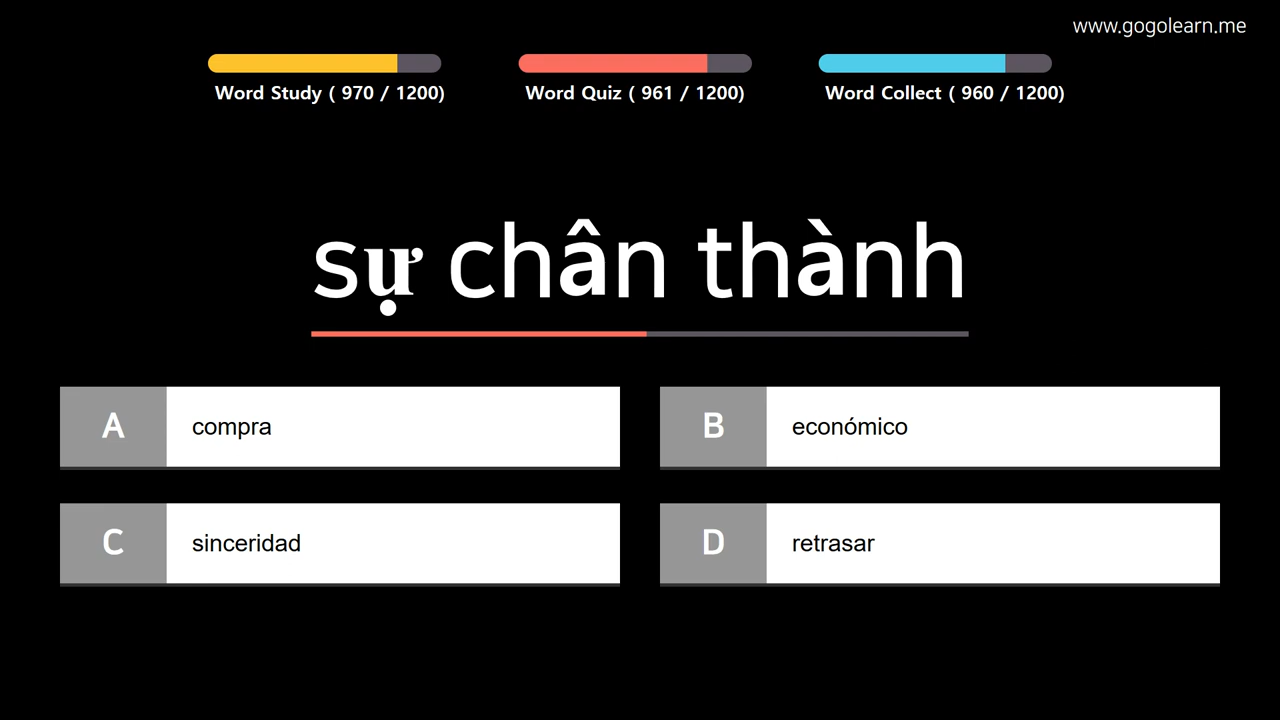 www.gogolearn.me
Word Study ( 970 / 1200)
Word Quiz ( 961 / 1200)
Word Collect ( 960 / 1200)
sự chân thành
A compra
B económico
C sinceridad
D retrasar